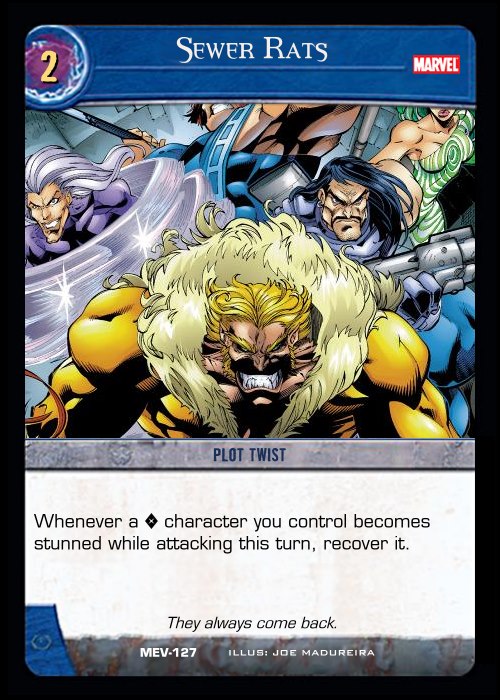 2
SEWER RATS
MARVEL
PLOT TWIST
Whenever a character you control becomes
stunned while attacking this turn, recover it.
They always come back.
MEV-127 ILLUS: JOE MADUREIRA